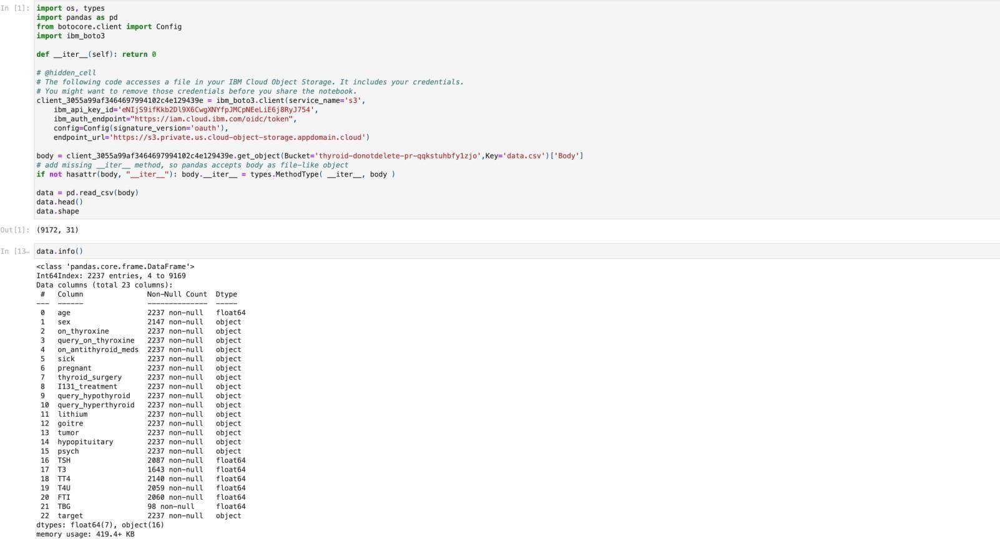 In [1]:
import os, types
import pandas as pd
from botocore.client import Config
import ibm_boto3
def __iter__(self): return 0
# @hidden_cell
# The following code accesses a file in your IBM Cloud Object Storage. It includes your credentials.
# You might want to remove those credentials before you share the notebook.
client_3055a99af3464697994102c4e129439e = ibm_boto3.client(service_name='s3',
    ibm_api_key_id='eNIjS9ifKkb2Dl9X6CwgXNYfpJMCpNEeLiE6j8RyJ754',
    ibm_auth_endpoint="https://iam.cloud.ibm.com/oidc/token",
    config=Config(signature_version='oauth'),
    endpoint_url='https://s3.private.us.cloud-object-storage.appdomain.cloud')
body = client_3055a99af3464697994102c4e129439e.get_object(Bucket='thyroid-donotdelete-pr-qqkstuhbfy1zjo',Key='data.csv')['Body']
# add missing __iter__ method, so pandas accepts body as file-like object
if not hasattr(body, "__iter__"): body.__iter__ = types.MethodType( __iter__, body )
data = pd.read_csv(body)
data.head()
data.shape
Out[1]: (9172, 31)
In [13… data.info()
<class 'pandas.core.frame.DataFrame'>
Int64Index: 2237 entries, 4 to 9169
Data columns (total 23 columns):
 #   Column               Non-Null Count  Dtype
---  ------               --------------  -----
 0   age                  2237 non-null   float64
 1   sex                  2147 non-null   object
 2   on_thyroxine         2237 non-null   object
 3   query_on_thyroxine   2237 non-null   object
 4   on_antithyroid_meds  2237 non-null   object
 5   sick                 2237 non-null   object
 6   pregnant             2237 non-null   object
 7   thyroid_surgery      2237 non-null   object
 8   I131_treatment       2237 non-null   object
 9   query_hypothyroid    2237 non-null   object
 10  query_hyperthyroid   2237 non-null   object
 11  lithium              2237 non-null   object
 12  goitre               2237 non-null   object
 13  tumor                2237 non-null   object
 14  hypopituitary        2237 non-null   object
 15  psych                2237 non-null   object
 16  TSH                  2087 non-null   float64
 17  T3                   1643 non-null   float64
 18  TT4                  2140 non-null   float64
 19  T4U                  2059 non-null   float64
 20  FTI                  2060 non-null   float64
 21  TBG                  98 non-null     float64
 22  target               2237 non-null   object
dtypes: float64(7), object(16)
memory usage: 419.4+ KB